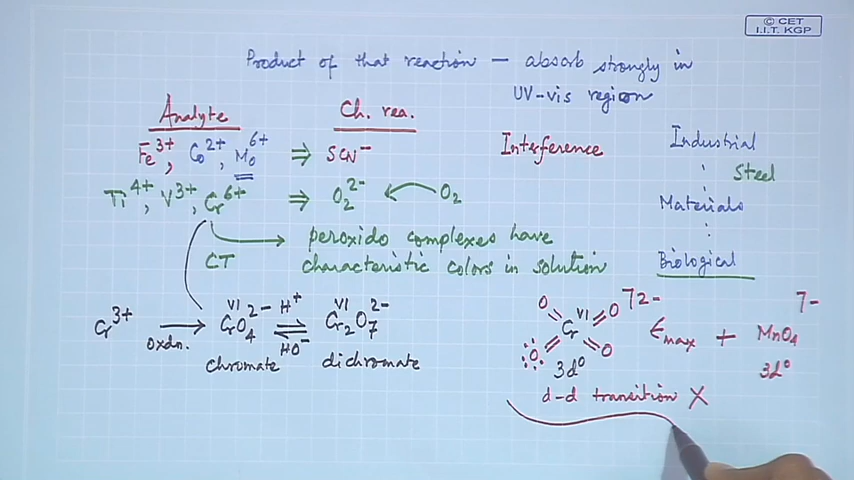 © CET
I.I.T. KGP
Product of that reaction – absorb strongly in
UV-vis region
Analyte
Ch. rea.
Fe³⁺, Co²⁺, Mo⁶⁺ ⇒ SCN⁻
Interference
Industrial
:
Steel
Materials
:
Biological
Ti⁴⁺, V³⁺, Cr⁶⁺ ⇒ O₂²⁻ ← O₂
CT → peroxido complexes have
characteristic colors in solution
Cr³⁺ → oxdn. VI CrO₄²⁻ H⁺ ⇌ HO⁻ VI Cr₂O₇²⁻
chromate dichromate
O O Cr VI O O ]2-
3d⁰
ϵmax + MnO₄ 7-
3d⁰
d-d transition X